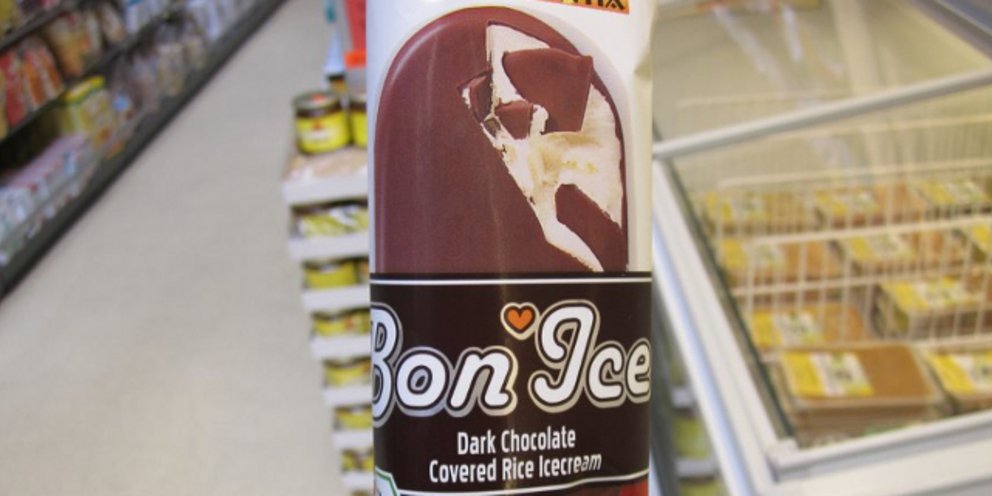 Bon Ice
Dark Chocolate
Covered Rice Icecream